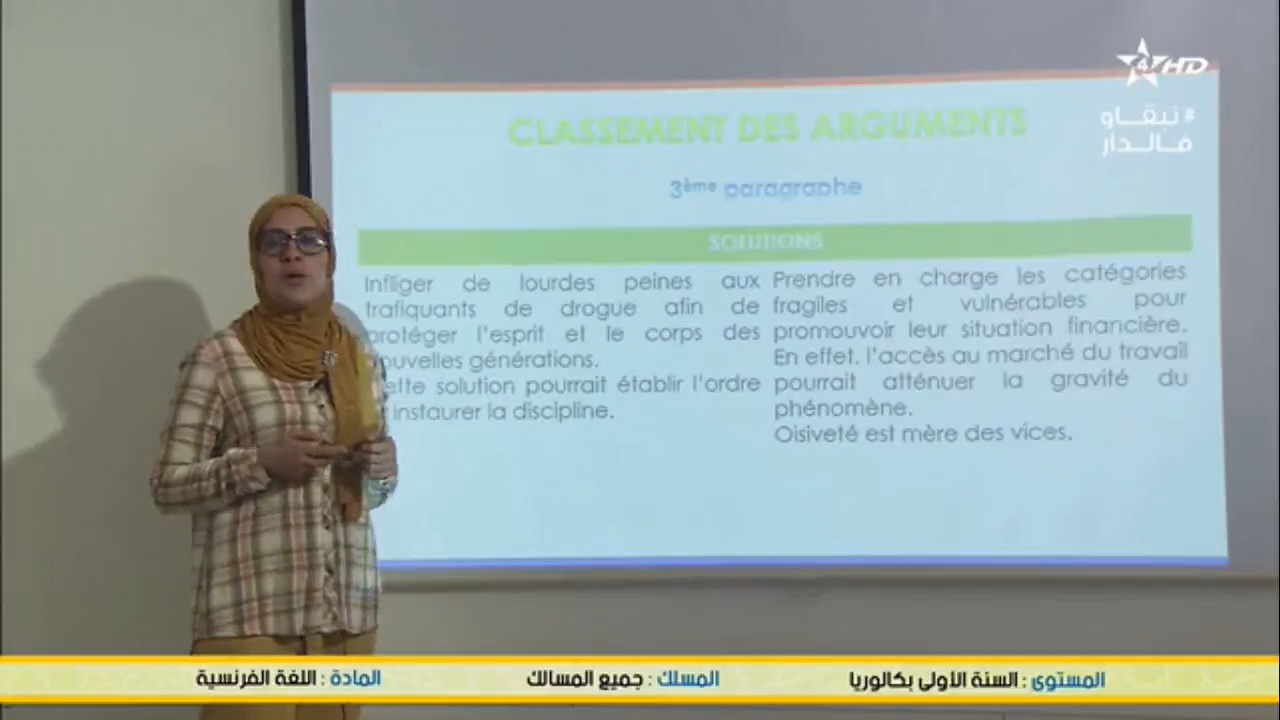 4 HD
# نبقاو
فالدار
CLASSEMENT DES ARGUMENTS
3ème paragraphe
SOLUTIONS
Infliger de lourdes peines aux
trafiquants de drogue afin de
protéger l'esprit et le corps des
nouvelles générations.
ette solution pourrait établir l'ordre
instaurer la discipline.
Prendre en charge les catégories
fragiles et vulnérables pour
promouvoir leur situation financière.
En effet, l'accès au marché du travail
pourrait atténuer la gravité du
phénomène.
Oisiveté est mère des vices.
المستوى : السنة الأولى بكالوريا
المسلك : جميع المسالك
المادة : اللغة الفرنسية